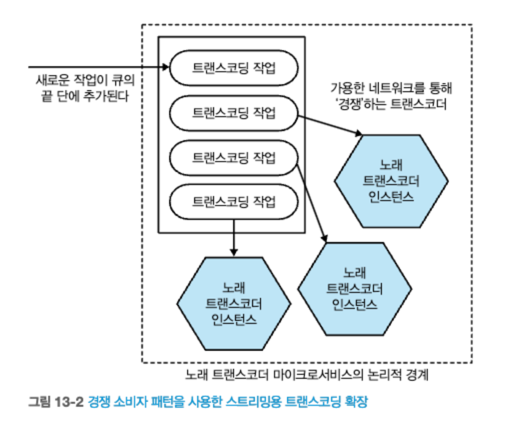 새로운 작업이 큐의
끝 단에 추가된다
트랜스코딩 작업
트랜스코딩 작업
트랜스코딩 작업
트랜스코딩 작업
가용한 네트워크를 통해
‘경쟁’하는 트랜스코더
노래
트랜스코더
인스턴스
노래
트랜스코더
인스턴스
노래
트랜스코더
인스턴스
노래 트랜스코더 마이크로서비스의 논리적 경계
그림 13-2 경쟁 소비자 패턴을 사용한 스트리밍용 트랜스코딩 확장